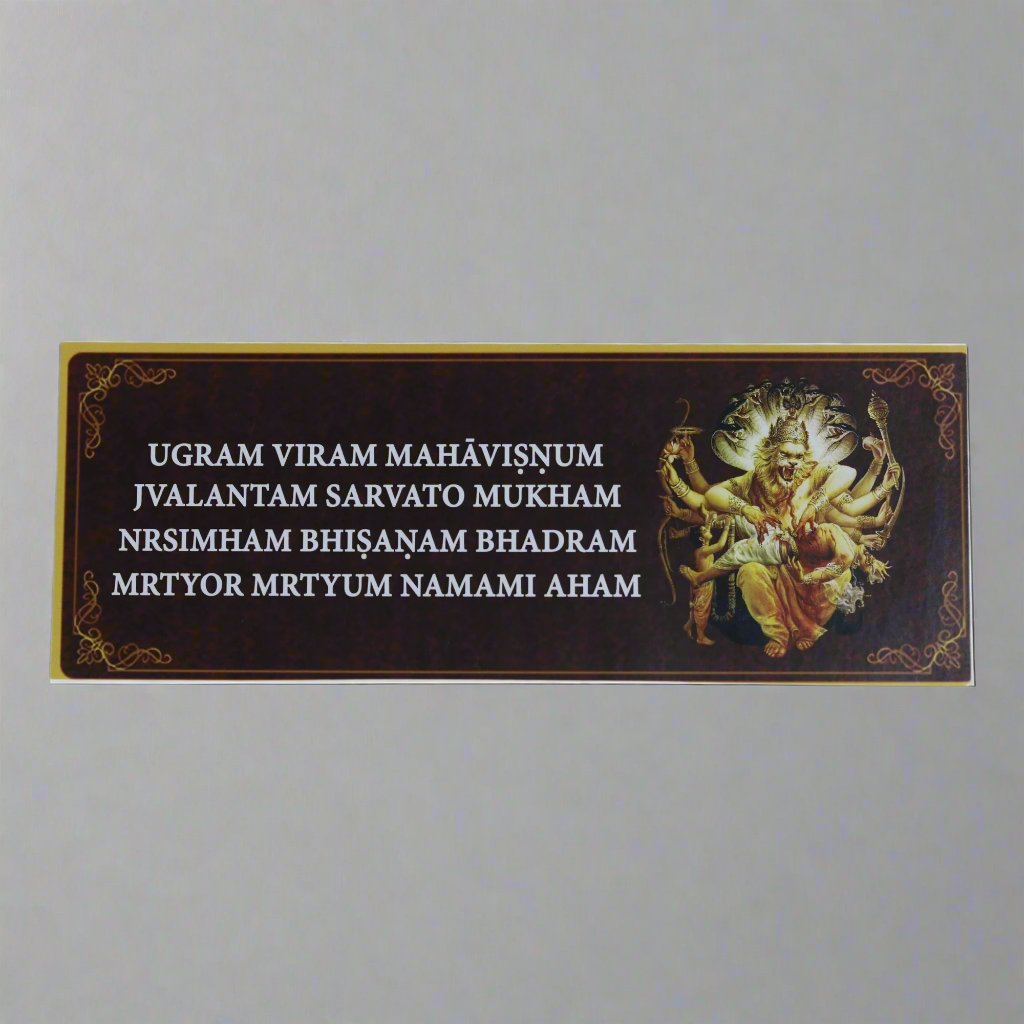 UGRAM VIRAM MAHĀVIṢṆUM
JVALANTAM SARVATO MUKHAM
NRSIMHAM BHIṢAṆAM BHADRAM
MRTYOR MRTYUM NAMAMI AHAM